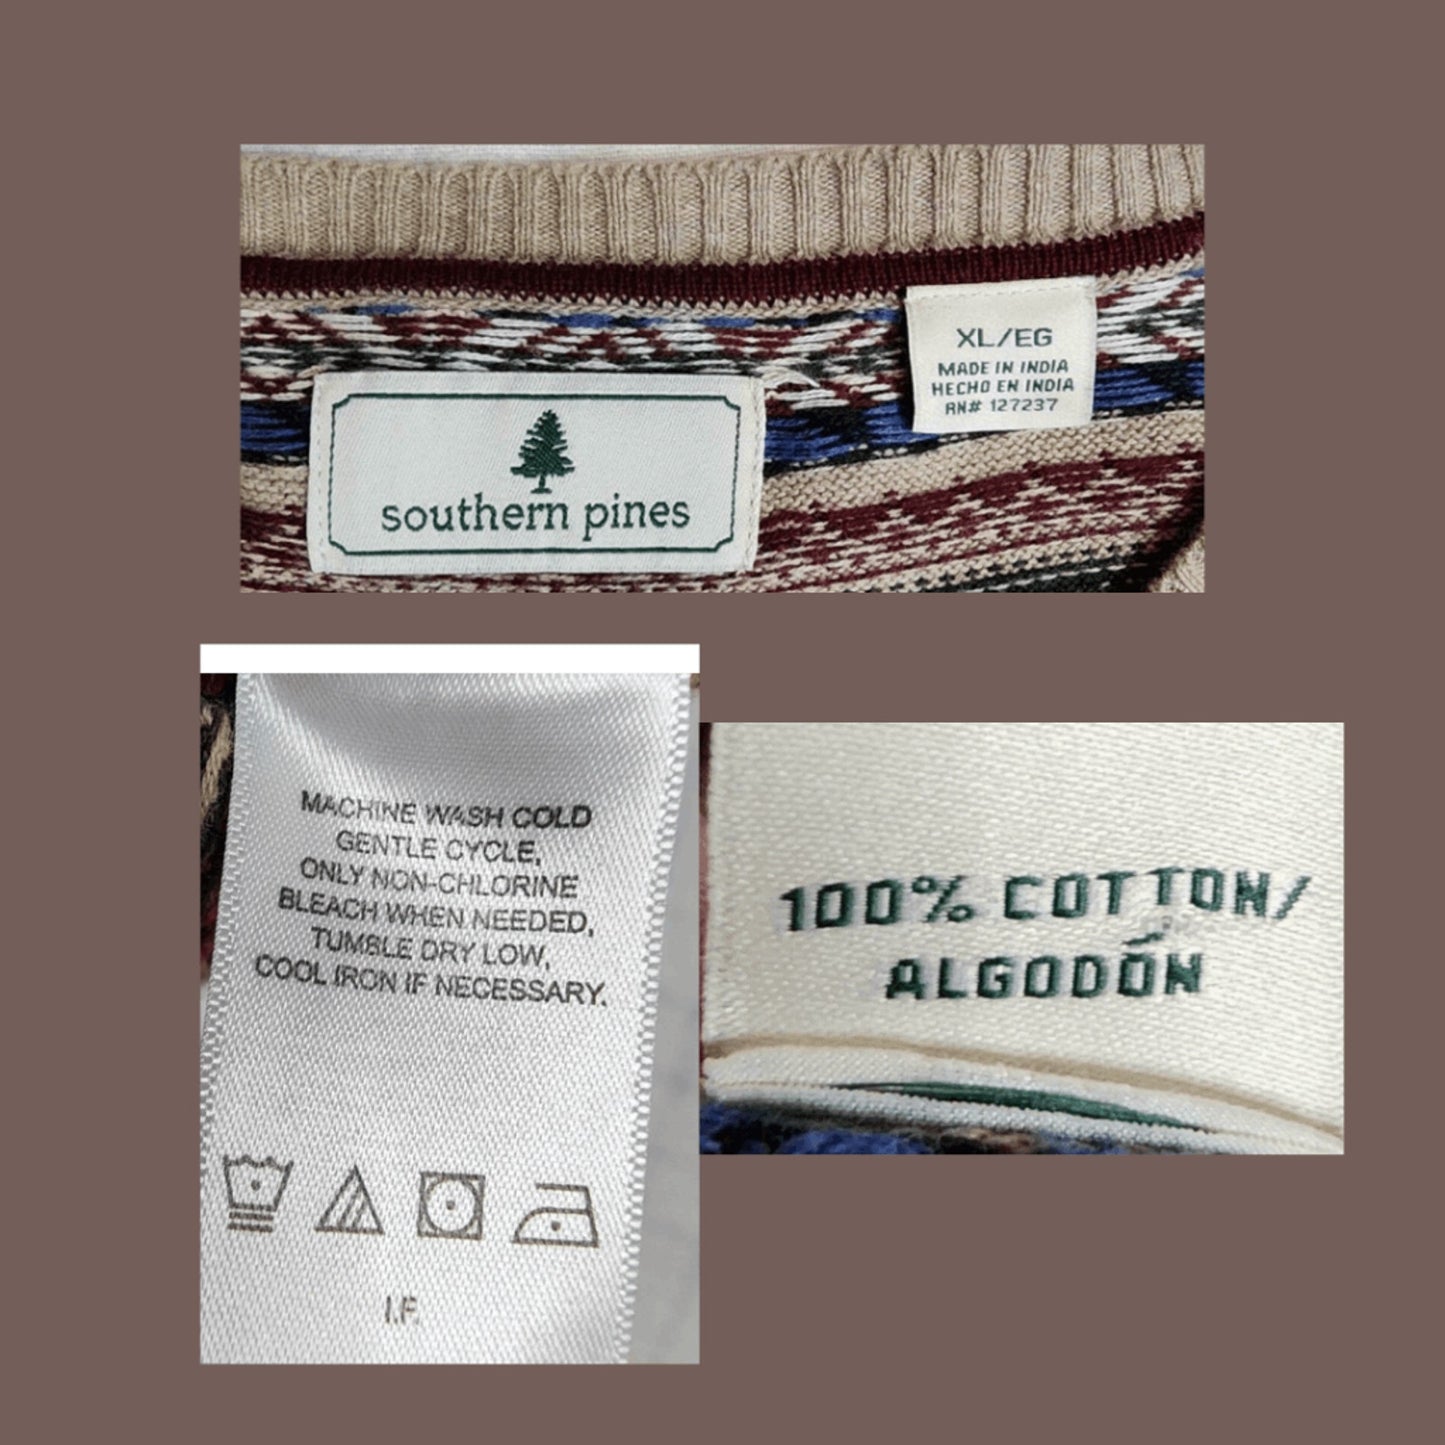 southern pines
XL/EG
MADE IN INDIA
HECHO EN INDIA
RN# 127237
MACHINE WASH COLD
GENTLE CYCLE,
ONLY NON-CHLORINE
BLEACH WHEN NEEDED,
TUMBLE DRY LOW,
COOL IRON IF NECESSARY.
I.F.
100% COTTON/
ALGODÓN